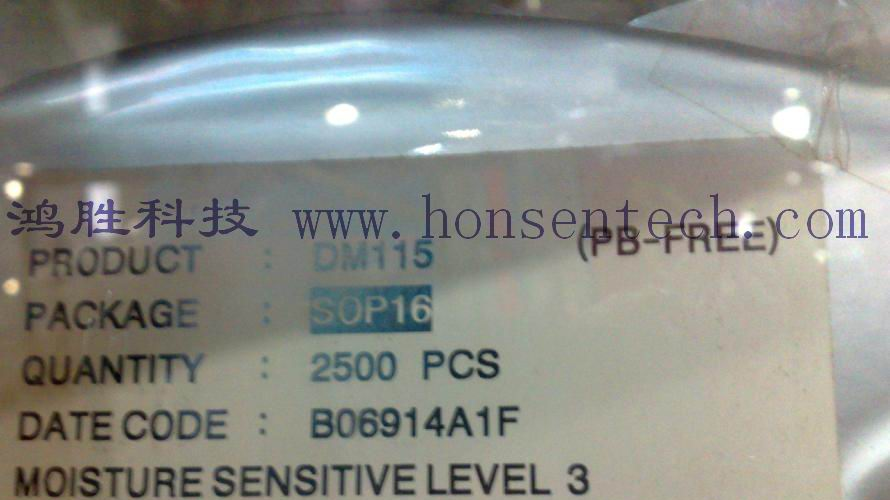 鸿胜科技 www.honsentech.com
(PB-FREE)
PRODUCT : DM115
PACKAGE : SOP16
QUANTITY : 2500 PCS
DATE CODE : B06914A1F
MOISTURE SENSITIVE LEVEL 3